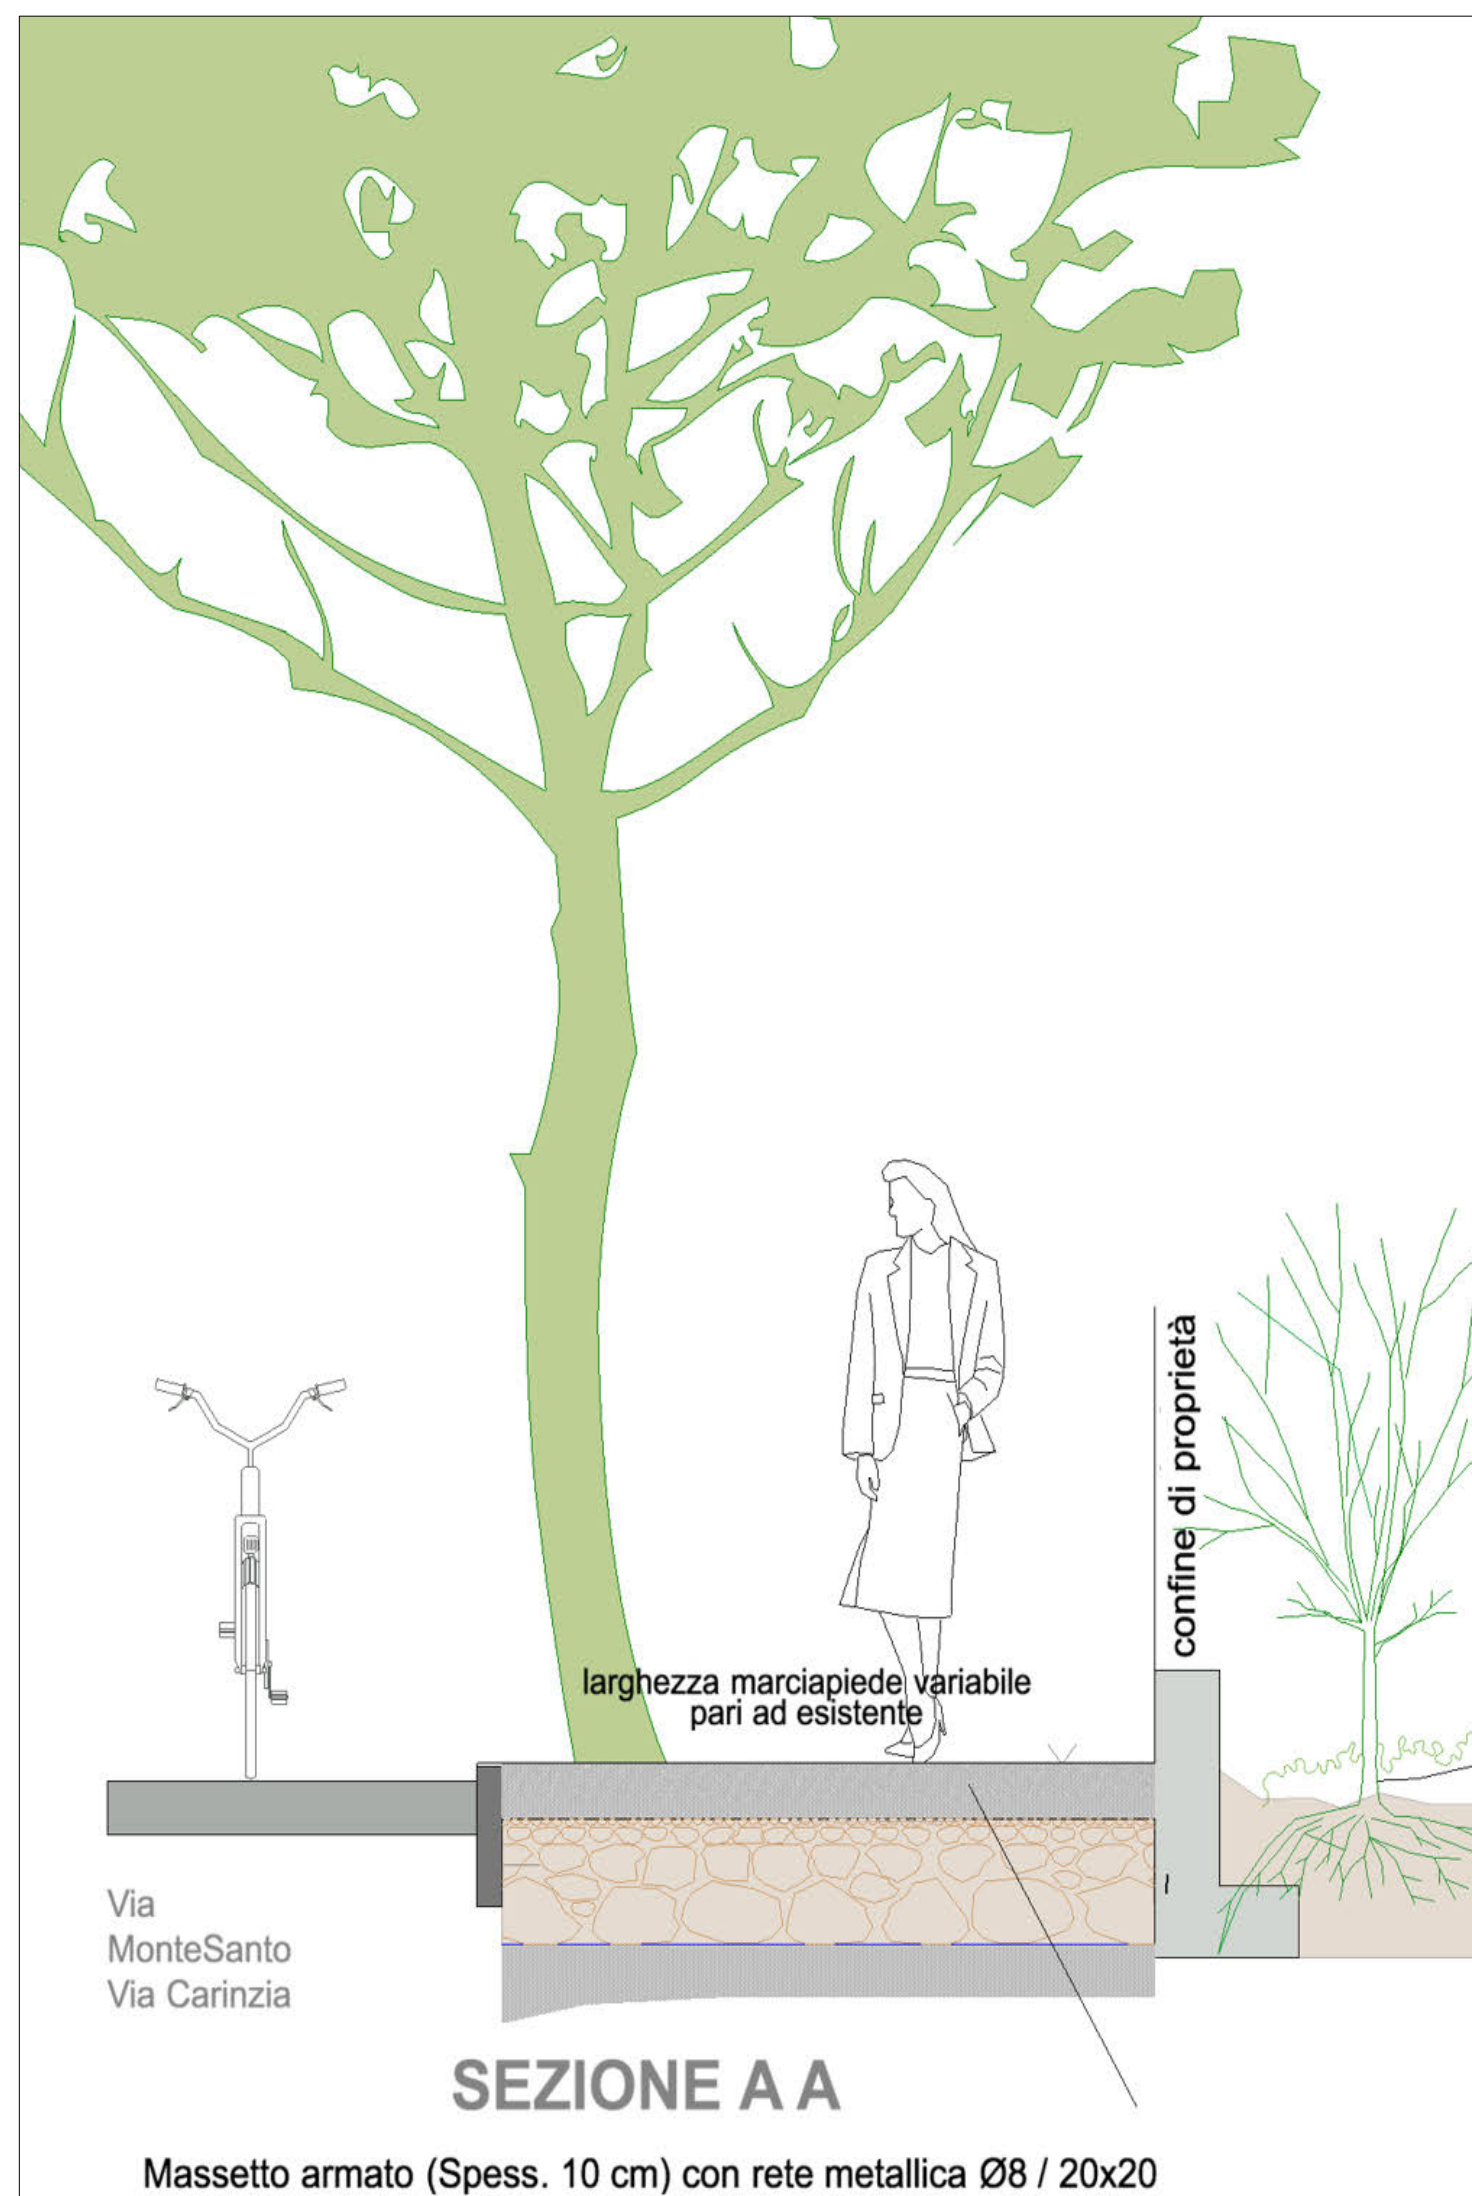 confine di proprietà
larghezza marciapiede variabile
pari ad esistente
Via
MonteSanto
Via Carinzia
SEZIONE A A
Massetto armato (Spess. 10 cm) con rete metallica Ø8 / 20x20